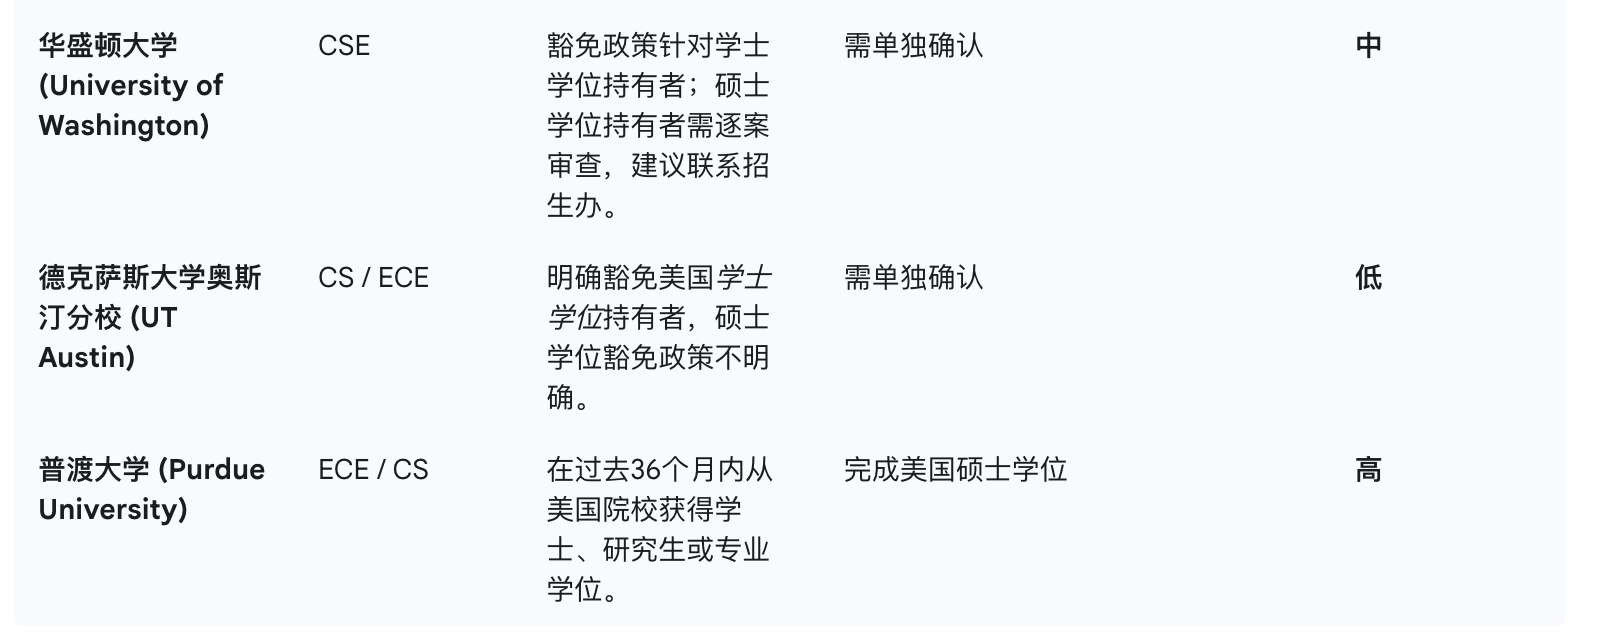 华盛顿大学
(University of
Washington)
CSE
豁免政策针对学士
学位持有者；硕士
学位持有者需逐案
审查，建议联系招
生办。
需单独确认
中
德克萨斯大学奥斯
汀分校 (UT
Austin)
CS / ECE
明确豁免美国学士
学位持有者，硕士
学位豁免政策不明
确。
需单独确认
低
普渡大学 (Purdue
University)
ECE / CS
在过去36个月内从
美国院校获得学
士、研究生或专业
学位。
完成美国硕士学位
高